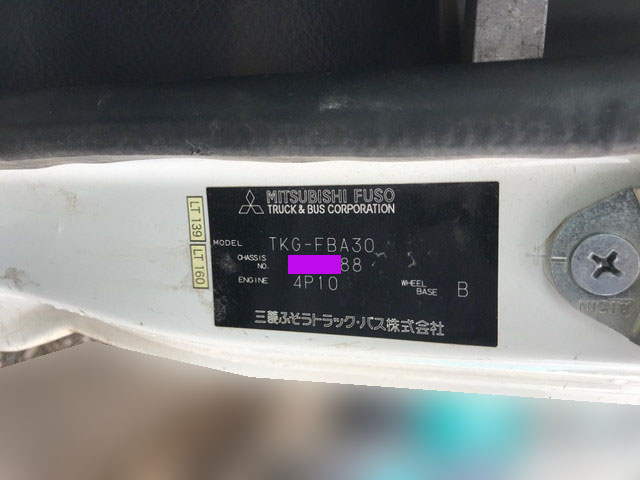 MITSUBISHI FUSO
TRUCK & BUS CORPORATION
LT 139
LT 160
MODEL TKG-FBA30
CHASSIS NO. 88
ENGINE 4P10
WHEEL BASE B
三菱ふそうトラック・バス株式会社